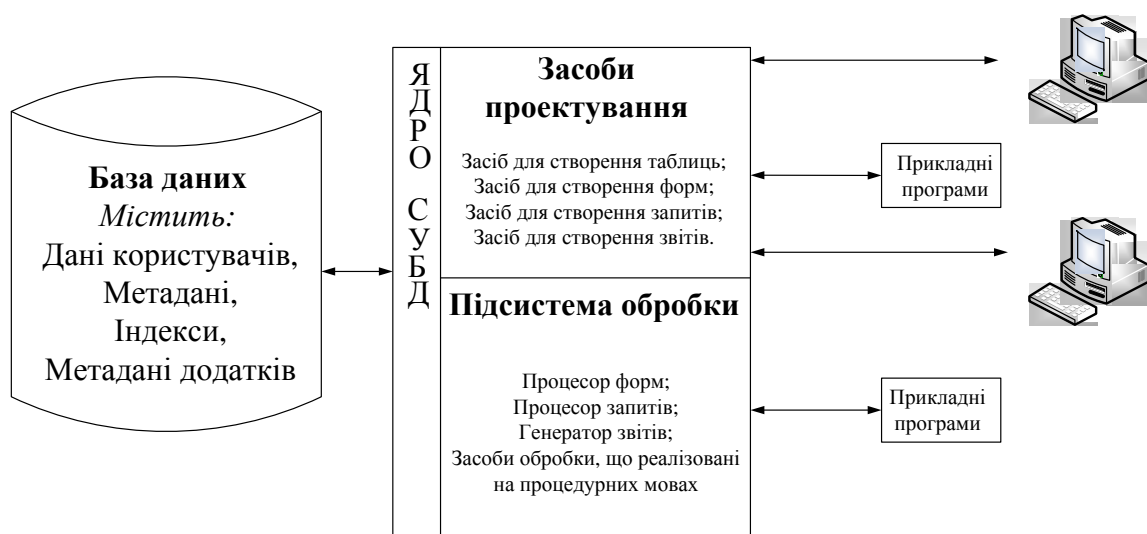 База даних
Містить:
Дані користувачів,
Метадані,
Індекси,
Метадані додатків
ЯДРО СУБД
Засоби
проектування
Засіб для створення таблиць;
Засіб для створення форм;
Засіб для створення запитів;
Засіб для створення звітів.
Підсистема обробки
Процесор форм;
Процесор запитів;
Генератор звітів;
Засоби обробки, що реалізовані
на процедурних мовах
Прикладні
програми
Прикладні
програми